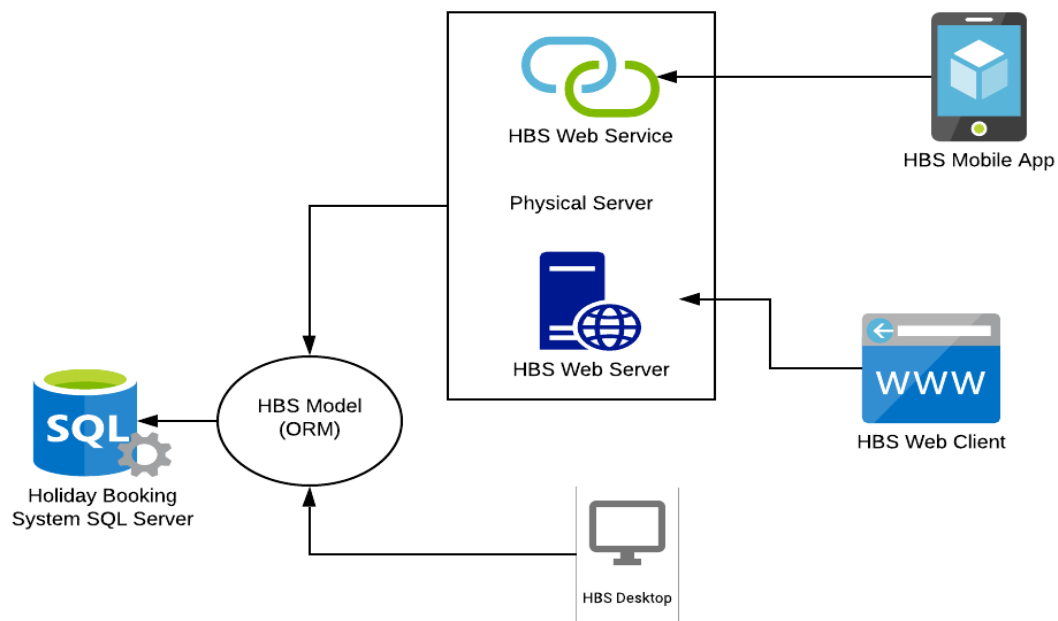 HBS Web Service
HBS Mobile App
Physical Server
HBS Web Server
WWW
HBS Web Client
HBS Model
(ORM)
SQL
Holiday Booking
System SQL Server
HBS Desktop